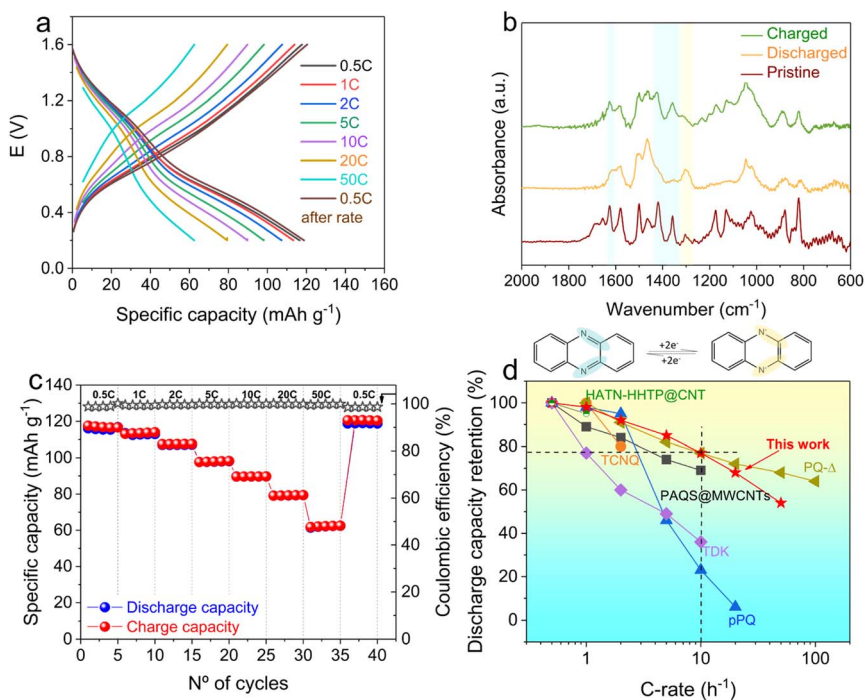 a
E (V)
1.6
1.2
0.8
0.4
0.0
0.5C
1C
2C
5C
10C
20C
50C
0.5C
after rate
0 20 40 60 80 100 120 140 160
Specific capacity (mAh g⁻¹)
b
Absorbance (a.u.)
Charged
Discharged
Pristine
2000 1800 1600 1400 1200 1000 800 600
Wavenumber (cm⁻¹)
N
N
+2e⁻
+2e⁻
N
N
c
Specific capacity (mAh g⁻¹)
140
120
100
80
60
40
20
0
0.5C 1C 2C 5C 10C 20C 50C 0.5C
Discharge capacity
Charge capacity
100
80
60
40
20
0
Coulombic efficiency (%)
0 5 10 15 20 25 30 35 40
Nº of cycles
d
Discharge capacity retention (%)
100
80
60
40
20
0
HATN-HHTP@CNT
TCNQ
This work
PQ-Δ
PAQS@MWCNTs
TDK
pPQ
1 10 100
C-rate (h⁻¹)